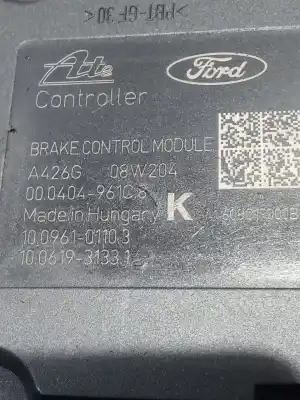 >PBT-GF 30<
Ate Ford
Controller
BRAKE CONTROL MODULE
A426G 08W204
00.0404-961C.6
Made in Hungary K
10.0961-0110.3
10.0619-3133.1